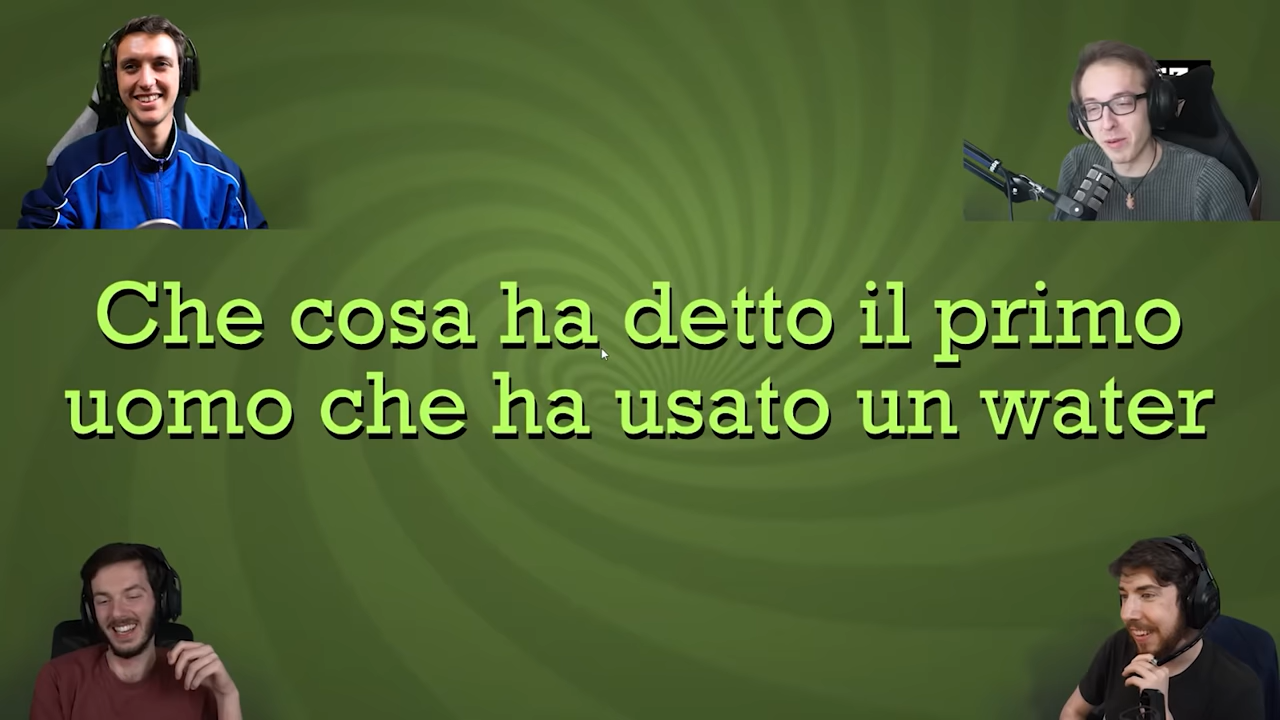 Che cosa ha detto il primo
uomo che ha usato un water